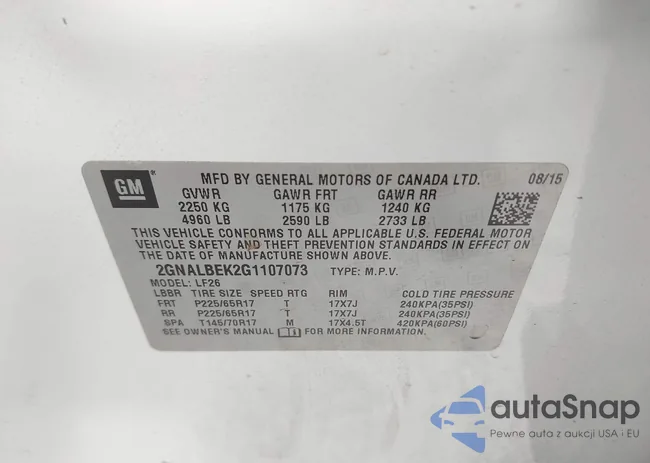 GM
MFD BY GENERAL MOTORS OF CANADA LTD. 08/15
GVWR GAWR FRT GAWR RR
2250 KG 1175 KG 1240 KG
4960 LB 2590 LB 2733 LB
THIS VEHICLE CONFORMS TO ALL APPLICABLE U.S. FEDERAL MOTOR
VEHICLE SAFETY AND THEFT PREVENTION STANDARDS IN EFFECT ON
THE DATE OF MANUFACTURE SHOWN ABOVE.
2GNALBEK2G1107073 TYPE: M.P.V.
MODEL: LF26
LBBR TIRE SIZE SPEED RTG RIM COLD TIRE PRESSURE
FRT P225/65R17 T 17X7J 240KPA(35PSI)
RR P225/65R17 T 17X7J 240KPA(35PSI)
SPA T145/70R17 M 17X4.5T 420KPA(60PSI)
SEE OWNER'S MANUAL FOR MORE INFORMATION.
autaSnap
Pewne auta z aukcji USA i EU